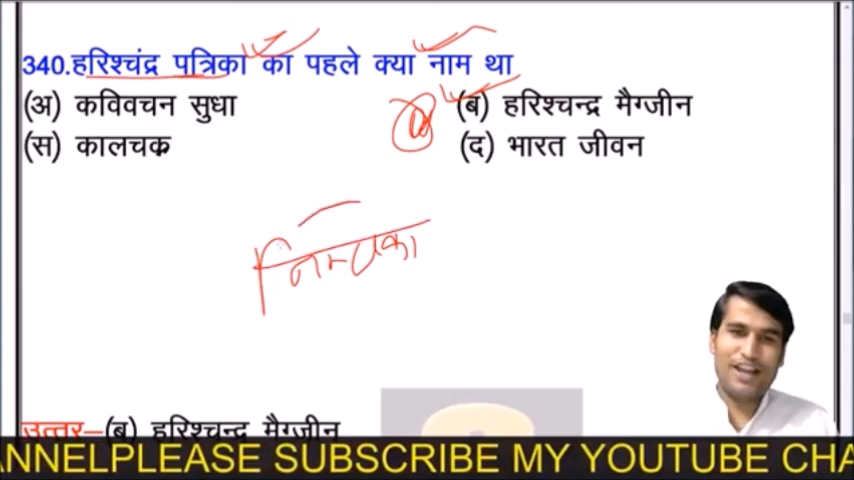 340.हरिश्चंद्र पत्रिका का पहले क्या नाम था
(अ) कविवचन सुधा (ब) हरिश्चन्द्र मैग्जीन
(स) कालचक्र (द) भारत जीवन
उत्तर–(ब) हरिश्चन्द्र मैग्जीन
ANNELPLEASE SUBSCRIBE MY YOUTUBE CHA